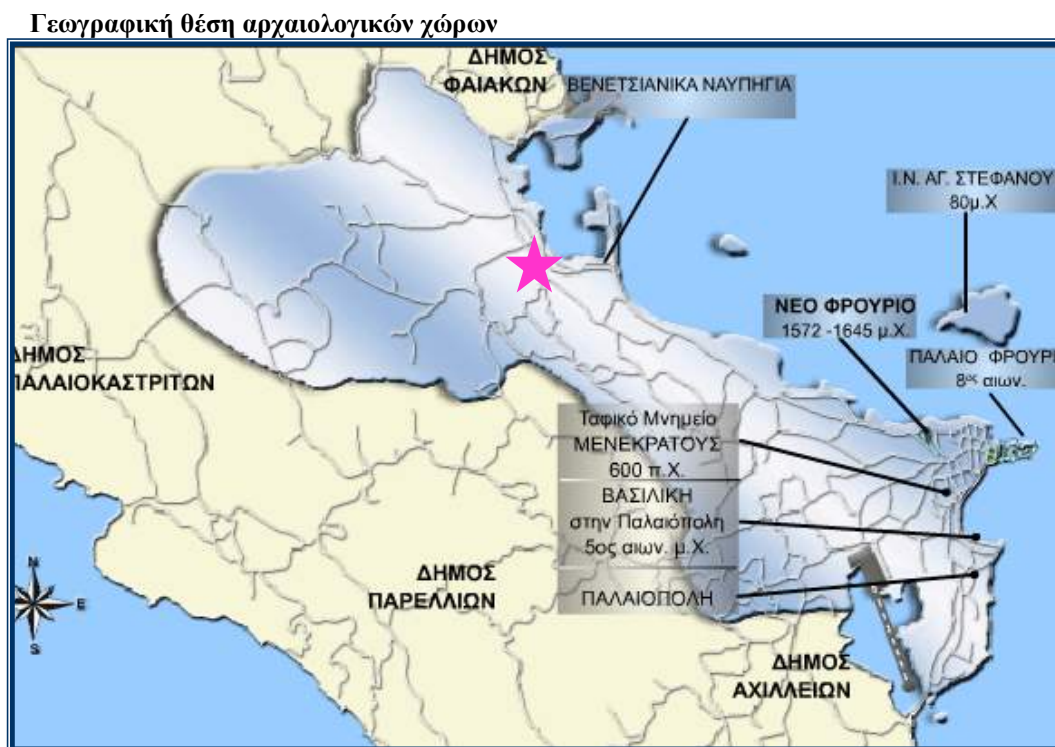 Γεωγραφική θέση αρχαιολογικών χώρων
ΔΗΜΟΣ
ΦΑΙΑΚΩΝ
ΒΕΝΕΤΣΙΑΝΙΚΑ ΝΑΥΠΗΓΙΑ
Ι.Ν. ΑΓ. ΣΤΕΦΑΝΟΥ
80μ.Χ
ΝΕΟ ΦΡΟΥΡΙΟ
1572 -1645 μ.Χ.
ΠΑΛΑΙΟ ΦΡΟΥΡΙ
8ος αιων.
ΔΗΜΟΣ
ΠΑΛΑΙΟΚΑΣΤΡΙΤΩΝ
Ταφικό Μνημείο
ΜΕΝΕΚΡΑΤΟΥΣ
600 π.Χ.
ΒΑΣΙΛΙΚΗ
στην Παλαιόπολη
5ος αιων. μ.Χ.
ΠΑΛΑΙΟΠΟΛΗ
ΔΗΜΟΣ
ΠΑΡΕΛΛΙΩΝ
ΔΗΜΟΣ
ΑΧΙΛΛΕΙΩΝ
N
E
S